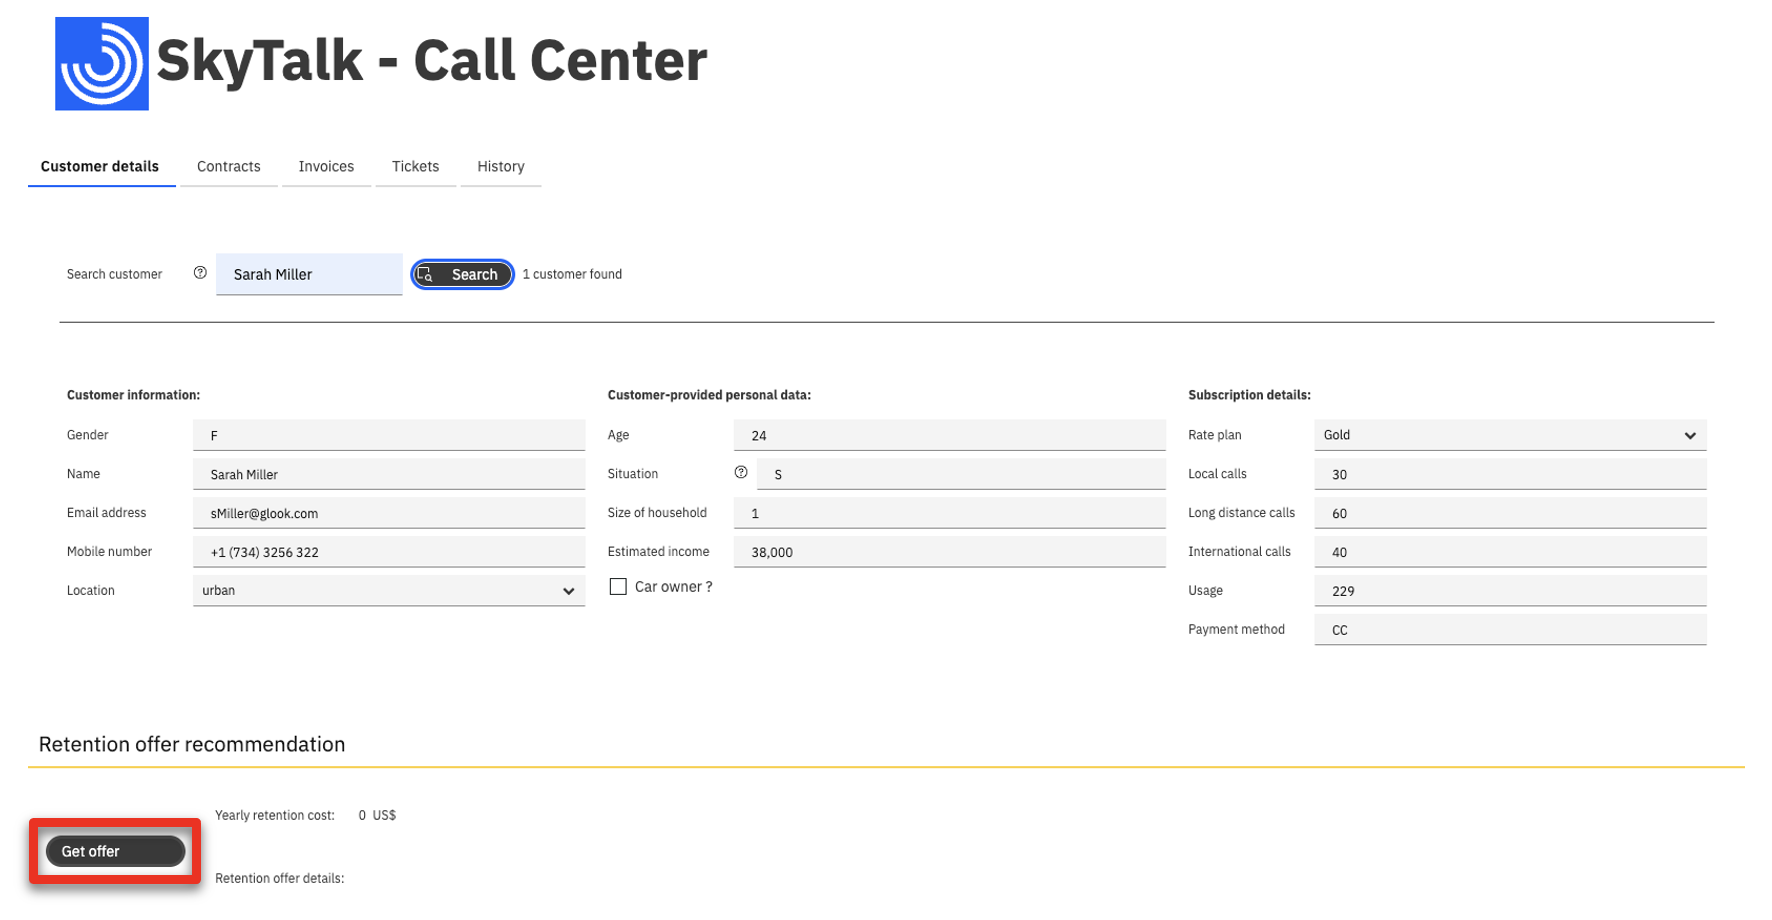 SkyTalk - Call Center
Customer details Contracts Invoices Tickets History
Search customer Sarah Miller Search 1 customer found
Customer information: Customer-provided personal data: Subscription details:
Gender F Age 24 Rate plan Gold
Name Sarah Miller Situation S Local calls 30
Email address sMiller@glook.com Size of household 1 Long distance calls 60
Mobile number +1 (734) 3256 322 Estimated income 38,000 International calls 40
Location urban Car owner ? Usage 229
Payment method CC
Retention offer recommendation
Yearly retention cost: 0 US$
Get offer
Retention offer details: